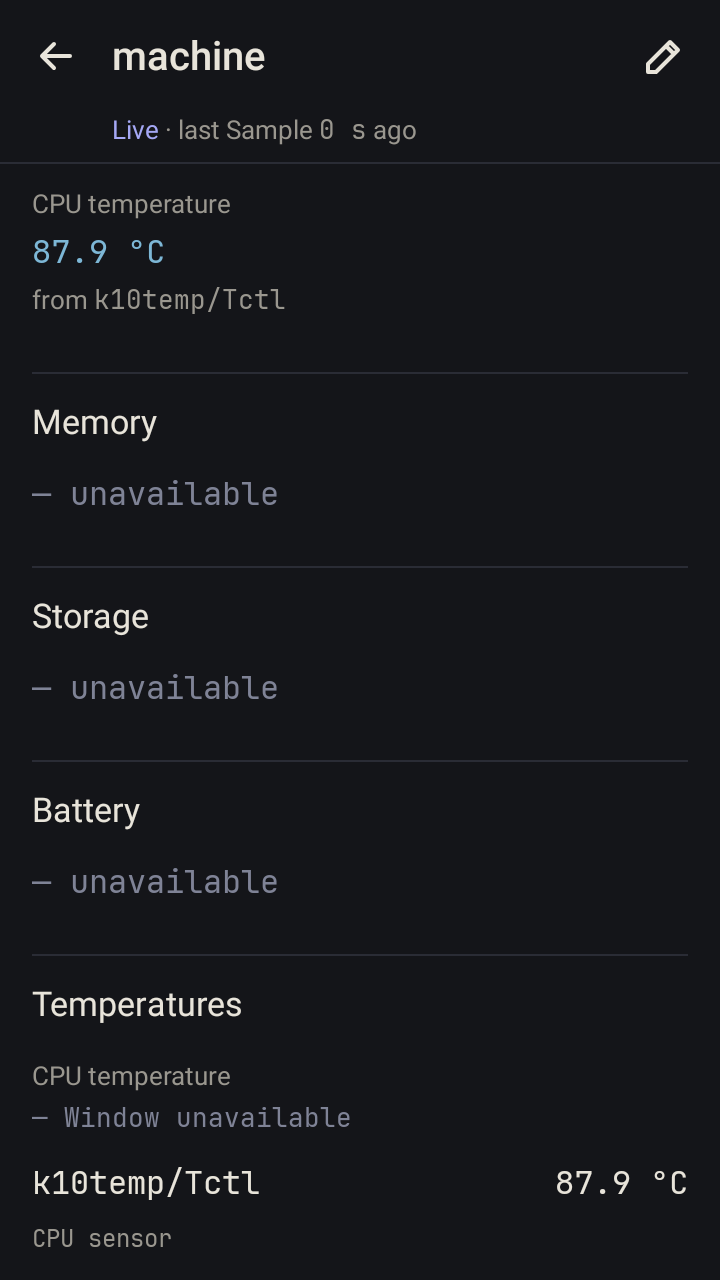 machine
Live · last Sample 0 s ago
CPU temperature
87.9 °C
from k10temp/Tctl
Memory
— unavailable
Storage
— unavailable
Battery
— unavailable
Temperatures
CPU temperature
— Window unavailable
k10temp/Tctl 87.9 °C
CPU sensor